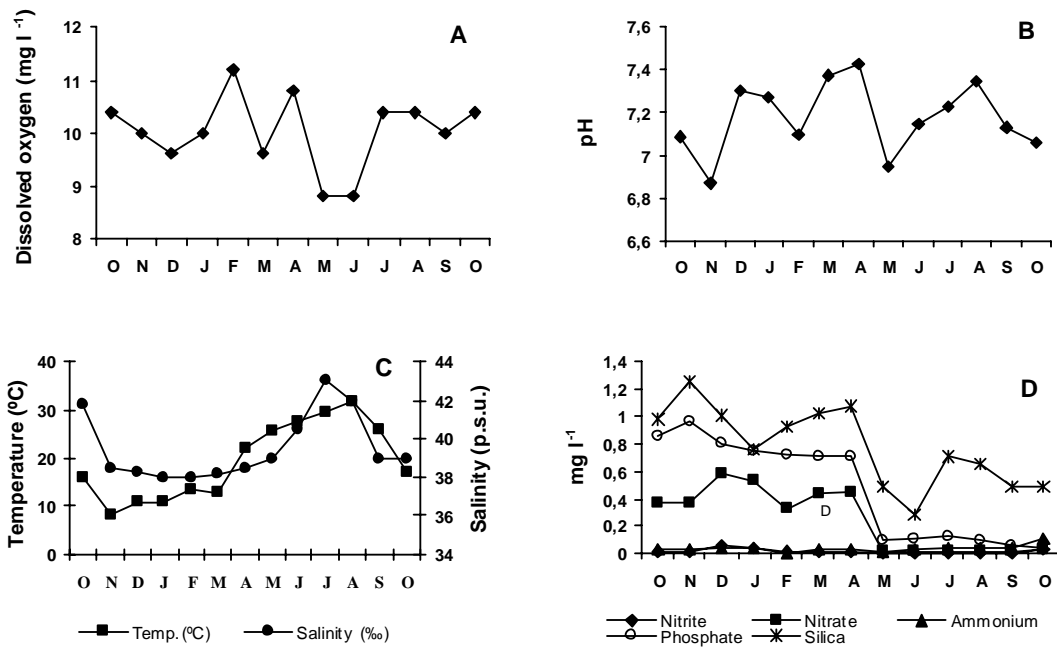 A
Dissolved oxygen (mg l -1)
12
11
10
9
8
O N D J F M A M J J A S O
B
pH
7,6
7,4
7,2
7
6,8
6,6
O N D J F M A M J J A S O
C
Temperature (ºC)
40
30
20
10
0
Salinity (p.s.u.)
44
42
40
38
36
34
O N D J F M A M J J A S O
Temp. (ºC) Salinity (‰)
D
mg l -1
1,4
1,2
1
0,8
0,6
0,4
0,2
0
D
O N D J F M A M J J A S O
Nitrite Nitrate Ammonium
Phosphate Silica